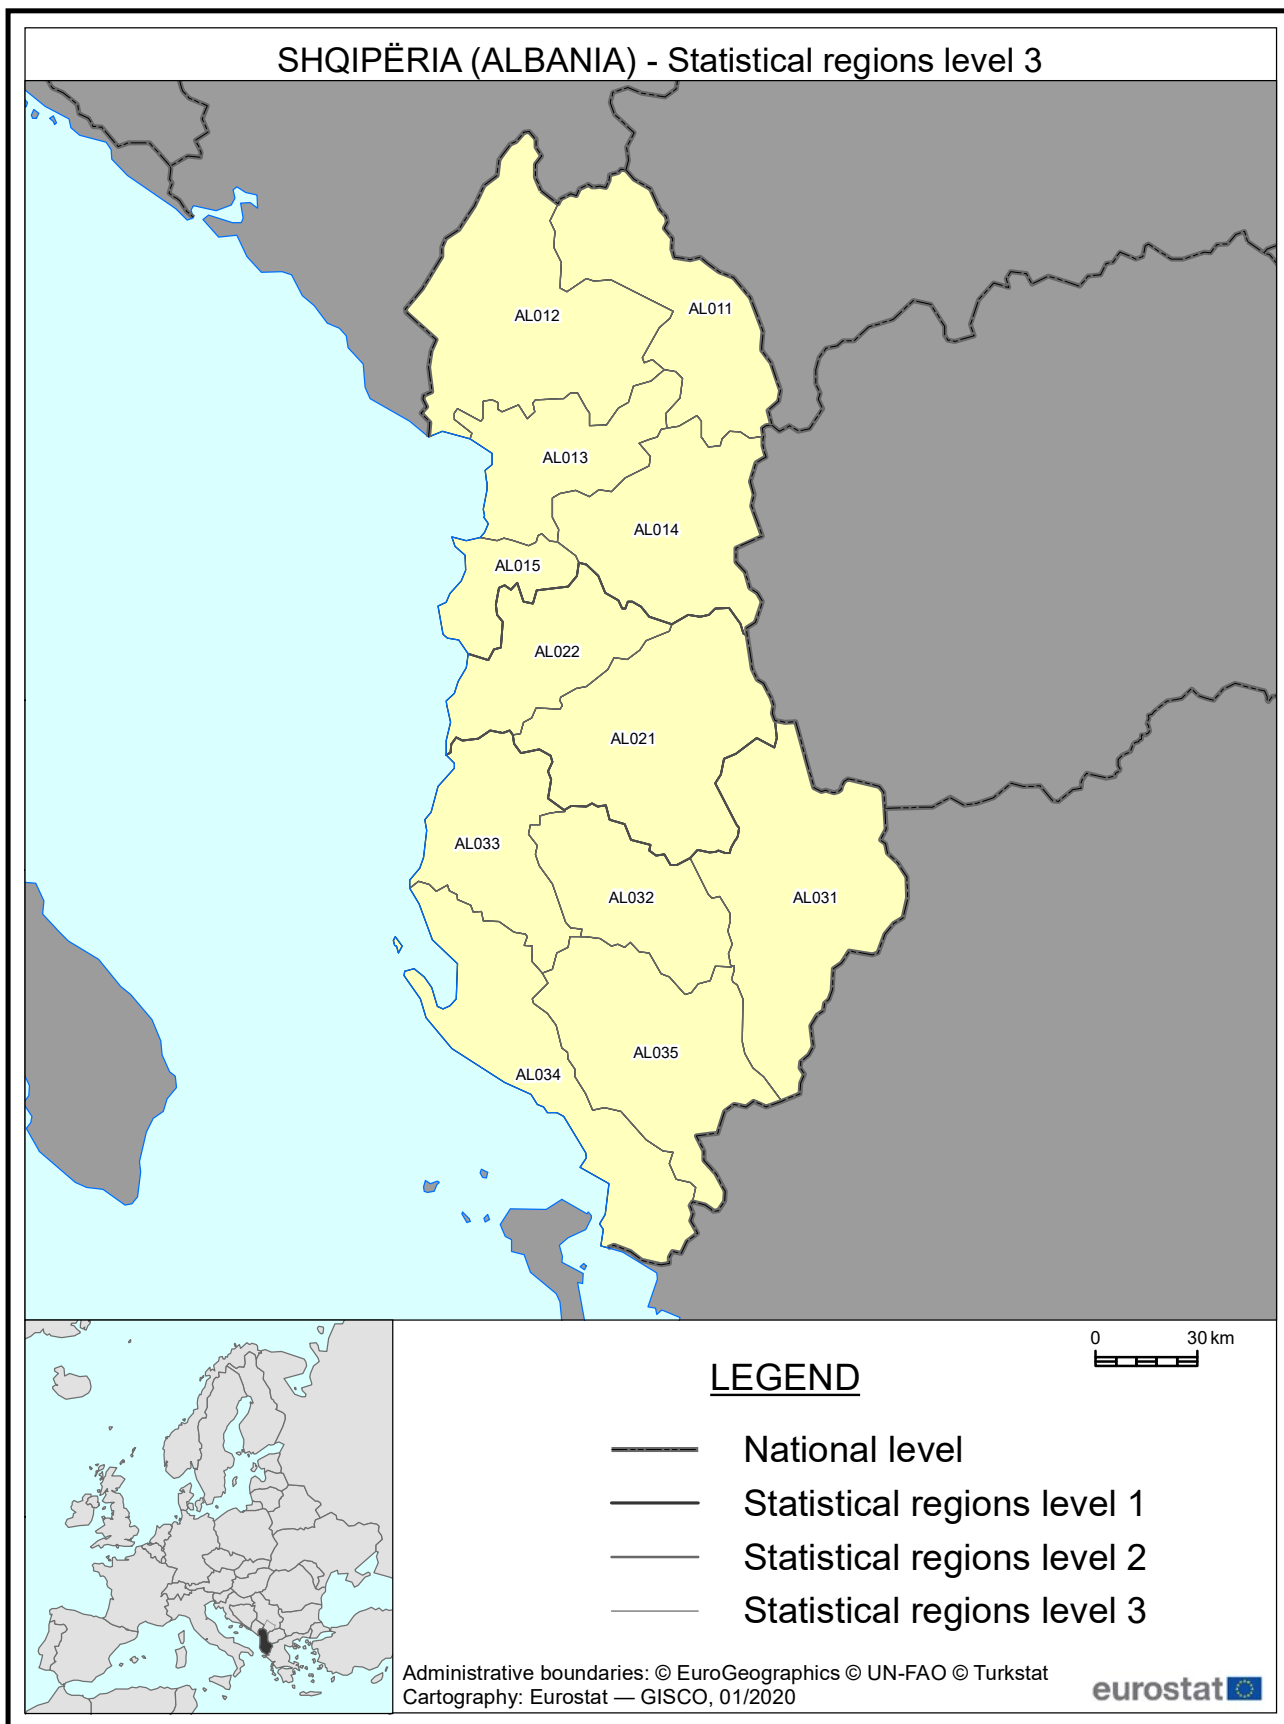 SHQIPËRIA (ALBANIA) - Statistical regions level 3
AL011
AL012
AL013
AL014
AL015
AL022
AL021
AL033
AL032
AL031
AL035
AL034
0 30 km
LEGEND
National level
Statistical regions level 1
Statistical regions level 2
Statistical regions level 3
Administrative boundaries: © EuroGeographics © UN-FAO © Turkstat
Cartography: Eurostat — GISCO, 01/2020
eurostat